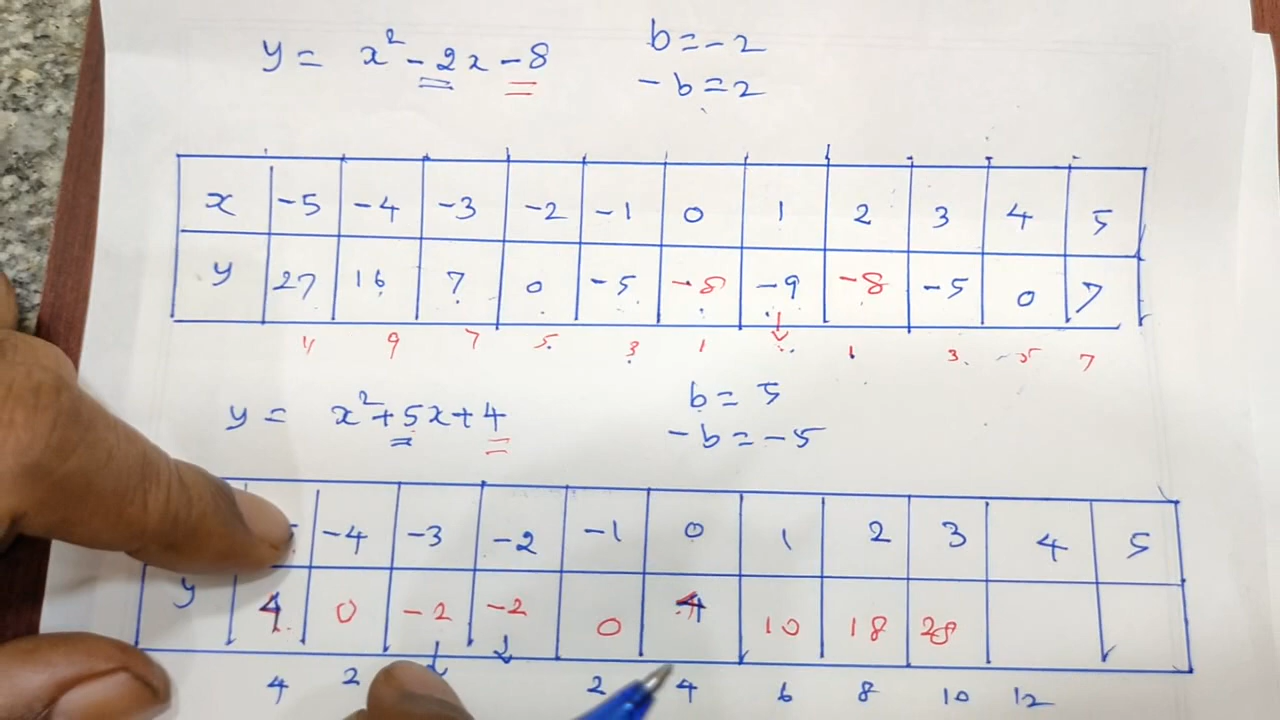 y = x² - 2x - 8 b = -2
-b = 2
x -5 -4 -3 -2 -1 0 1 2 3 4 5
y 27 16 7 0 -5 -8 -9 -8 -5 0 7
11 9 7 5 3 1 1 3 5 7
y = x² + 5x + 4 b = 5
-b = -5
-4 -3 -2 -1 0 1 2 3 4 5
y 4 0 -2 -2 0 4 10 18 28
4 2 2 4 6 8 10 12